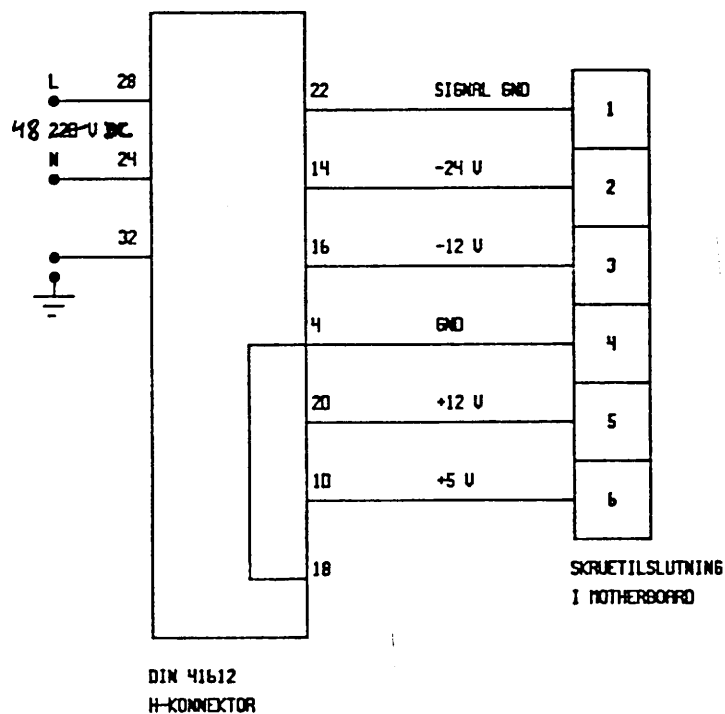 L 28
48 220 V DC
N 24
32
22 SIGNAL GND
14 -24 V
16 -12 V
4 GND
20 +12 V
10 +5 V
18
1
2
3
4
5
6
SKRUETILSLUTNING
I MOTHERBOARD
DIN 41612
H-KONNEKTOR